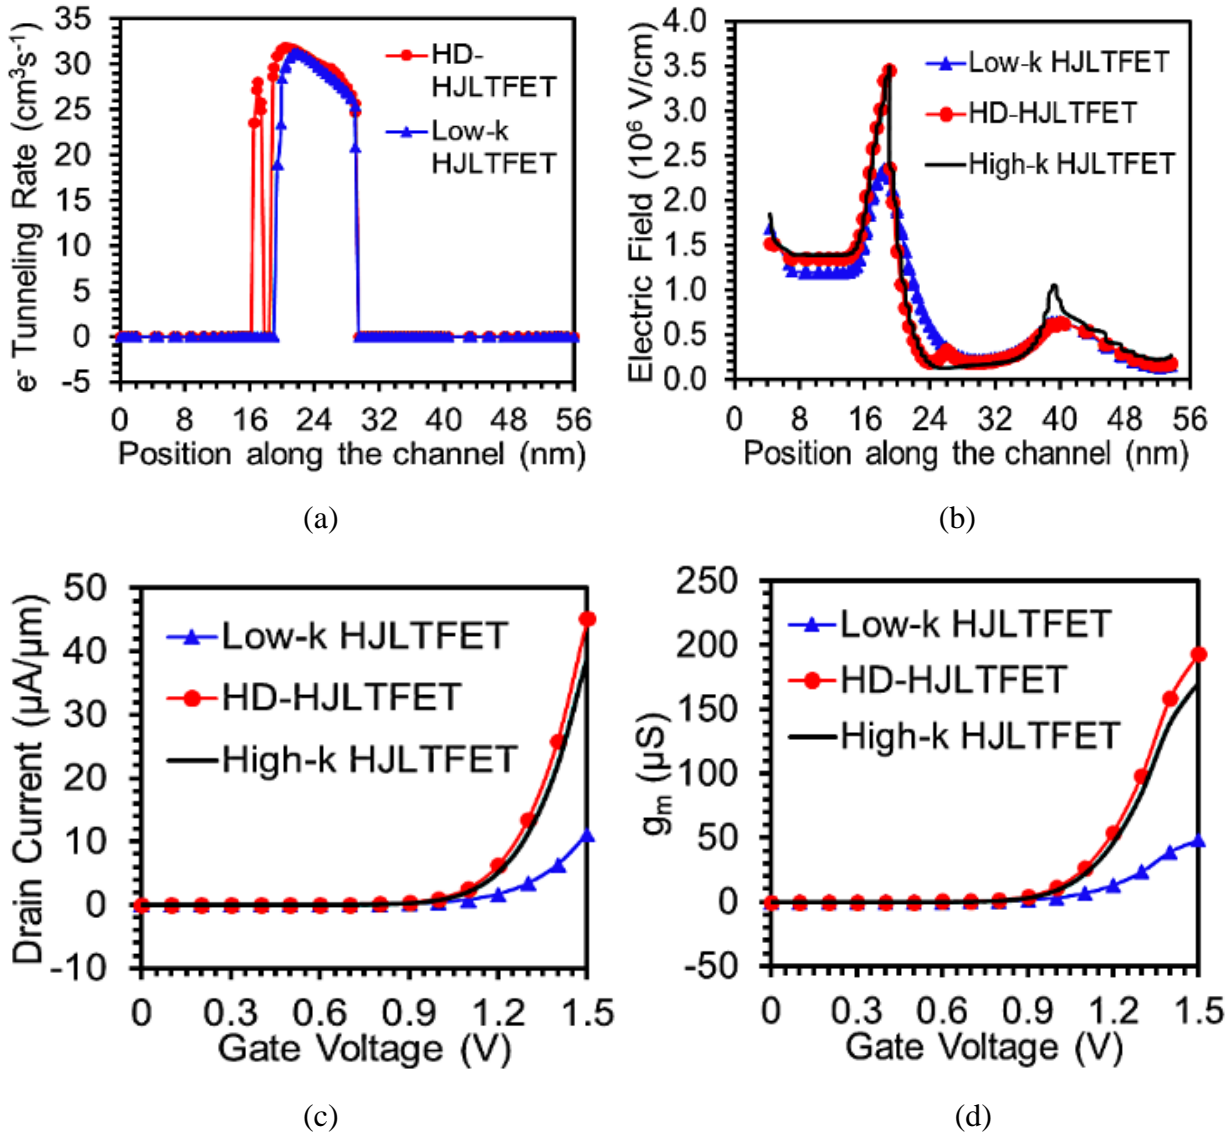 35
30
25
20
15
10
5
0
-5
e⁻ Tunneling Rate (cm³s⁻¹)
HD-
HJLTFET
Low-k
HJLTFET
0 8 16 24 32 40 48 56
Position along the channel (nm)
(a)
4.0
3.5
3.0
2.5
2.0
1.5
1.0
0.5
0.0
Electric Field (10⁶ V/cm)
Low-k HJLTFET
HD-HJLTFET
High-k HJLTFET
0 8 16 24 32 40 48 56
Position along the channel (nm)
(b)
50
40
30
20
10
0
-10
Drain Current (μA/μm)
Low-k HJLTFET
HD-HJLTFET
High-k HJLTFET
0 0.3 0.6 0.9 1.2 1.5
Gate Voltage (V)
(c)
250
200
150
100
50
0
-50
gₘ (μS)
Low-k HJLTFET
HD-HJLTFET
High-k HJLTFET
0 0.3 0.6 0.9 1.2 1.5
Gate Voltage (V)
(d)